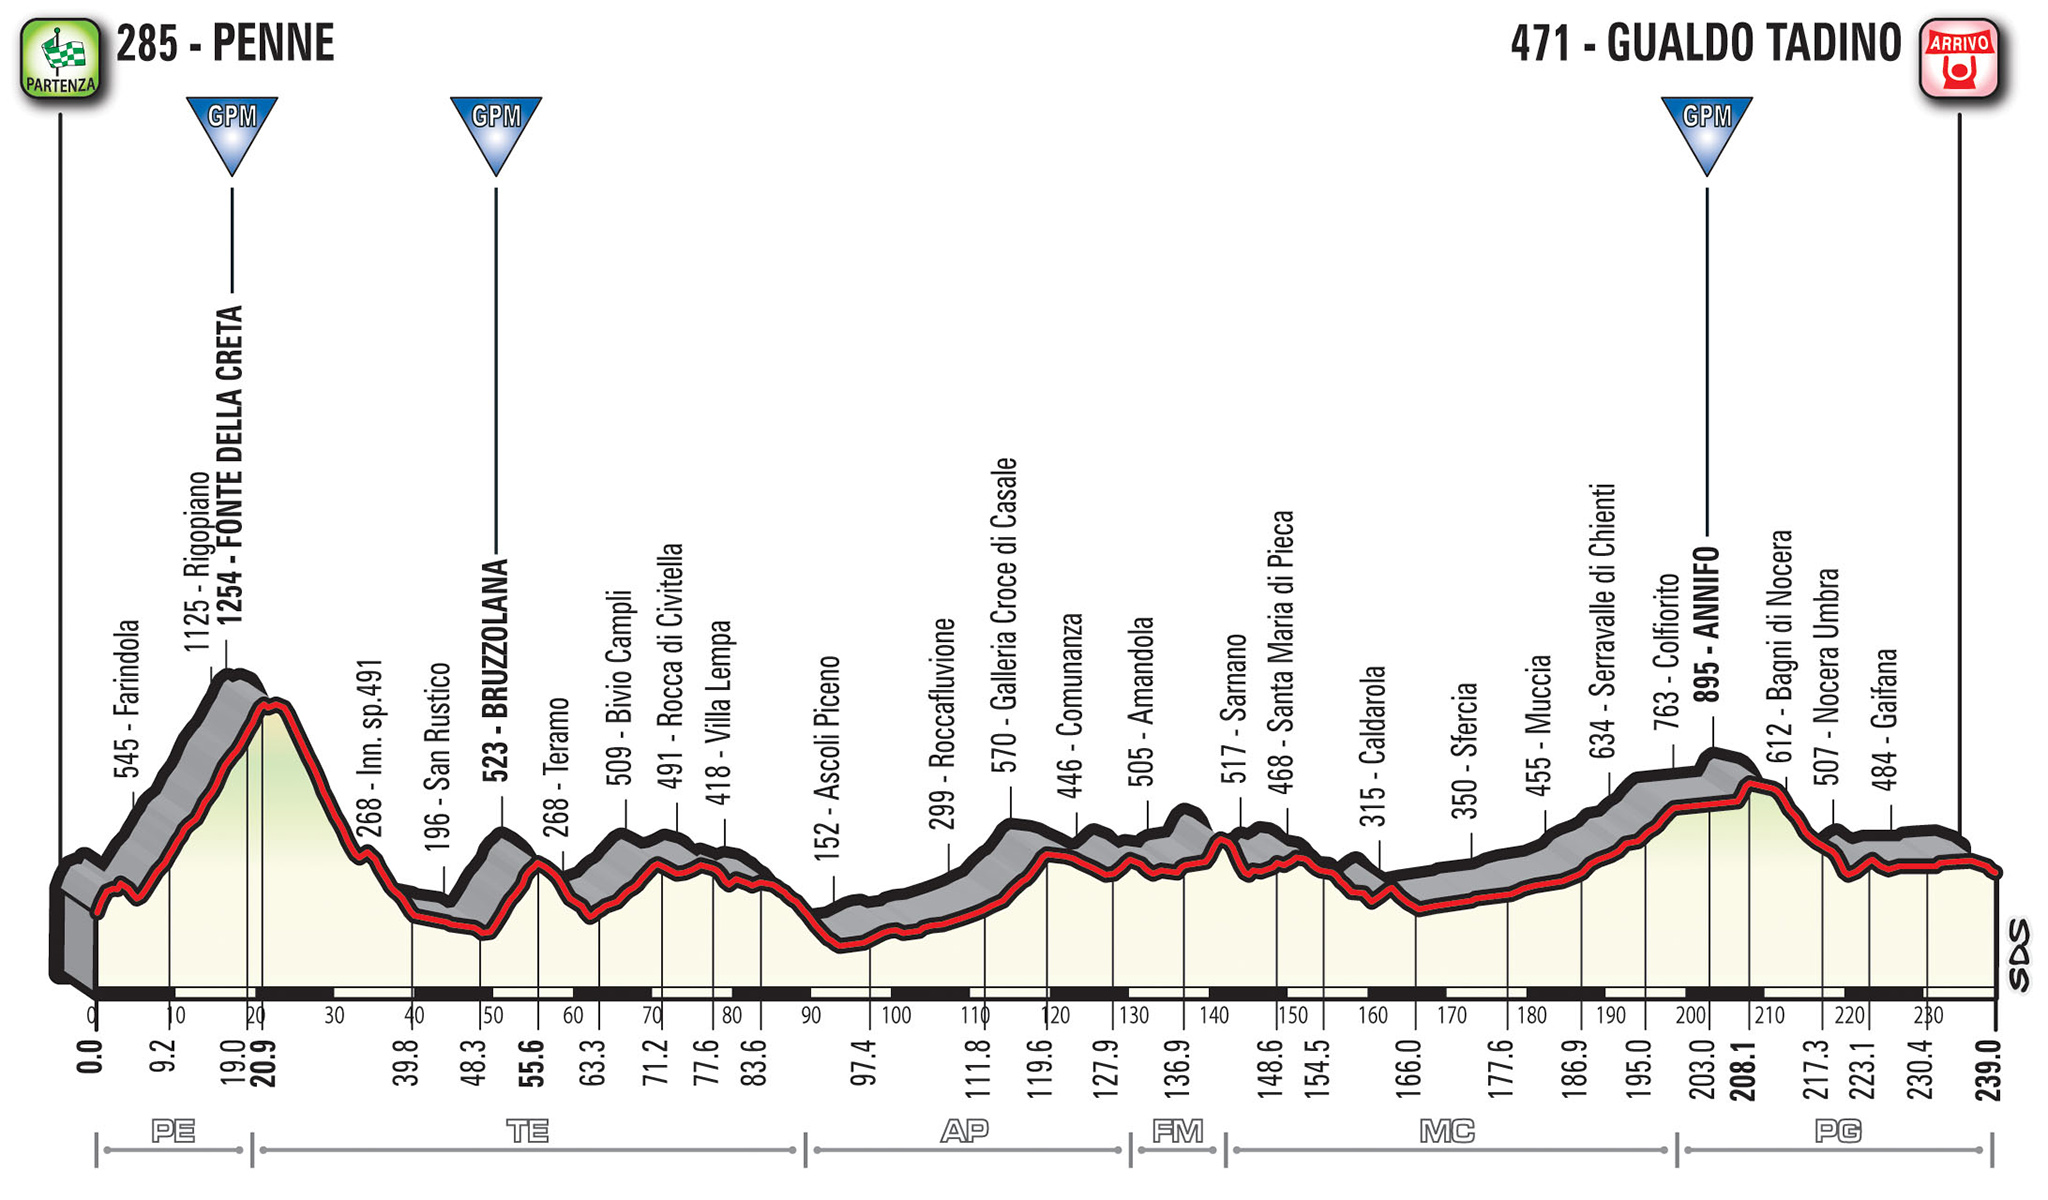 PARTENZA
285 - PENNE
471 - GUALDO TADINO
ARRIVO
GPM
GPM
GPM
545 - Farindola
1125 - Rigopiano
1254 - FONTE DELLA CRETA
268 - Inn. sp.491
196 - San Rustico
523 - BRUZZOLANA
268 - Teramo
509 - Bivio Campli
491 - Rocca di Civitella
418 - Villa Lempa
152 - Ascoli Piceno
299 - Roccafluvione
570 - Galleria Croce di Casale
446 - Comunanza
505 - Amandola
517 - Sarnano
468 - Santa Maria di Pieca
315 - Caldarola
350 - Sfercia
455 - Muccia
634 - Serravalle di Chienti
763 - Colfiorito
895 - ANNIFO
612 - Bagni di Nocera
507 - Nocera Umbra
484 - Gaifana
SDS
0 10 20 30 40 50 60 70 80 90 100 110 120 130 140 150 160 170 180 190 200 210 220 230
0.0 9.2 19.0 20.9 39.8 48.3 55.6 63.3 71.2 77.6 83.6 97.4 111.8 119.6 127.9 136.9 148.6 154.5 166.0 177.6 186.9 195.0 203.0 208.1 217.3 223.1 230.4 239.0
PE TE AP FM MC PG